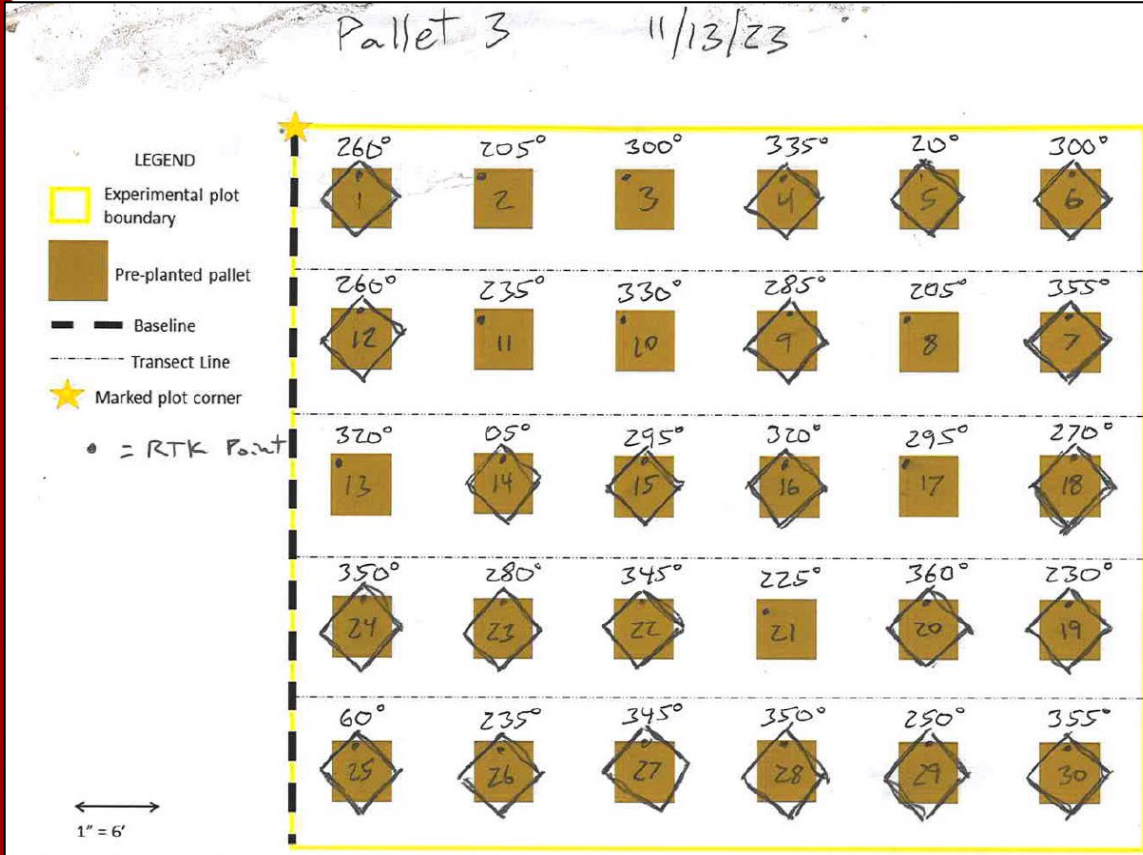 Pallet 3 11/13/23
LEGEND
Experimental plot
boundary
Pre-planted pallet
Baseline
Transect Line
Marked plot corner
• = RTK Point
1" = 6'
260° 205° 300° 335° 20° 300°
1 2 3 4 5 6
260° 235° 330° 285° 205° 355°
12 11 10 9 8 7
320° 05° 295° 320° 295° 270°
13 14 15 16 17 18
350° 280° 345° 225° 360° 230°
24 23 22 21 20 19
60° 235° 345° 350° 250° 355°
25 26 27 28 29 30